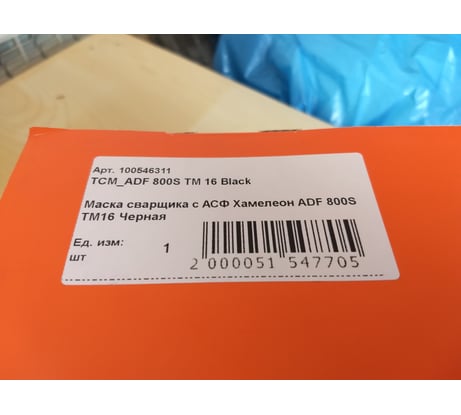 Арт. 100546311
TCM_ADF 800S TM 16 Black
Маска сварщика с АСФ Хамелеон ADF 800S
TM16 Черная
Ед. изм:
шт
1
2 000051 547705